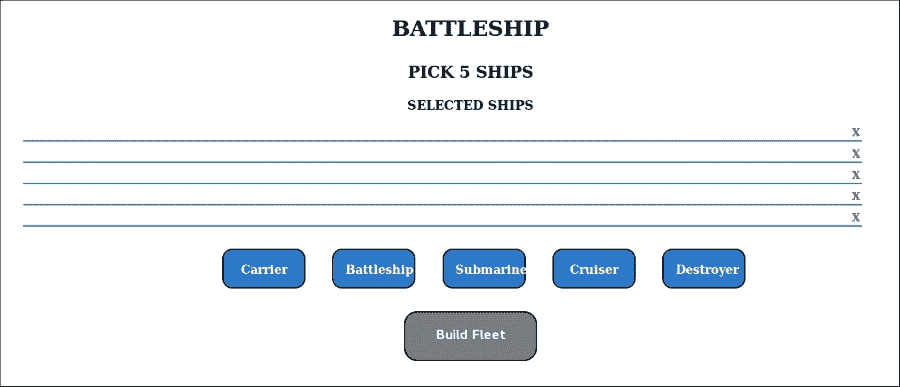 BATTLESHIP
PICK 5 SHIPS
SELECTED SHIPS
X
X
X
X
X
Carrier Battleship Submarine Cruiser Destroyer
Build Fleet